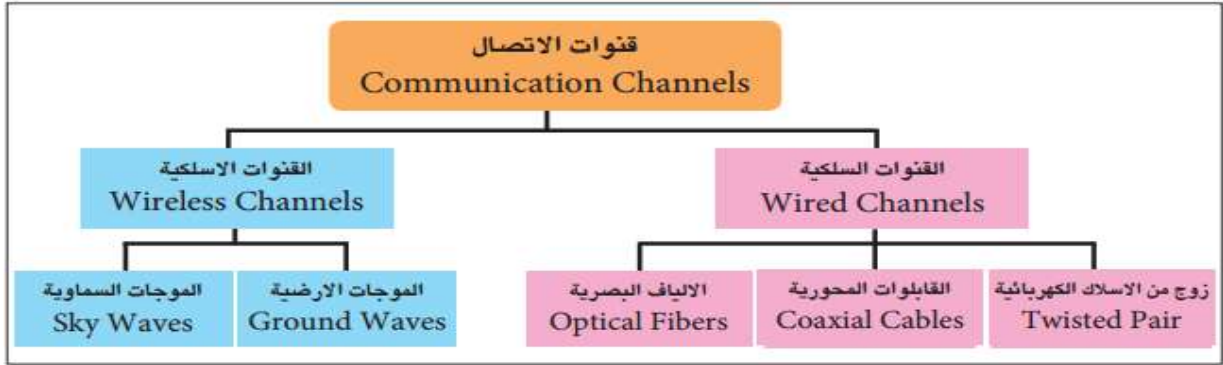 قنوات الاتصال
Communication Channels
القنوات الاسلكية
Wireless Channels
القنوات السلكية
Wired Channels
الموجات السماوية
Sky Waves
الموجات الارضية
Ground Waves
الالياف البصرية
Optical Fibers
القابلوات المحورية
Coaxial Cables
زوج من الاسلاك الكهربائية
Twisted Pair